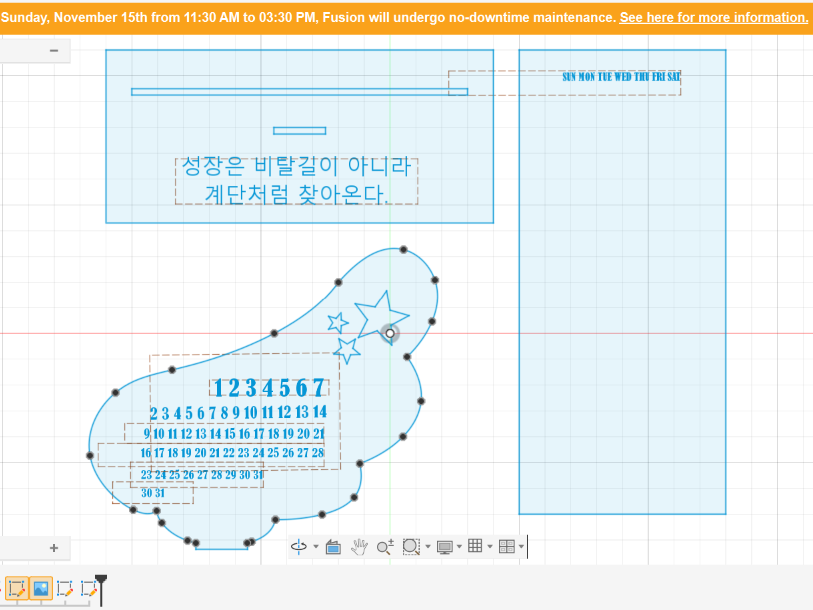 Sunday, November 15th from 11:30 AM to 03:30 PM, Fusion will undergo no-downtime maintenance. See here for more information.
SUN MON TUE WED THU FRI SAT
성장은 비탈길이 아니라
계단처럼 찾아온다.
1 2 3 4 5 6 7
2 3 4 5 6 7 8 9 10 11 12 13 14
9 10 11 12 13 14 15 16 17 18 19 20 21
16 17 18 19 20 21 22 23 24 25 26 27 28
23 24 25 26 27 28 29 30 31
30 31